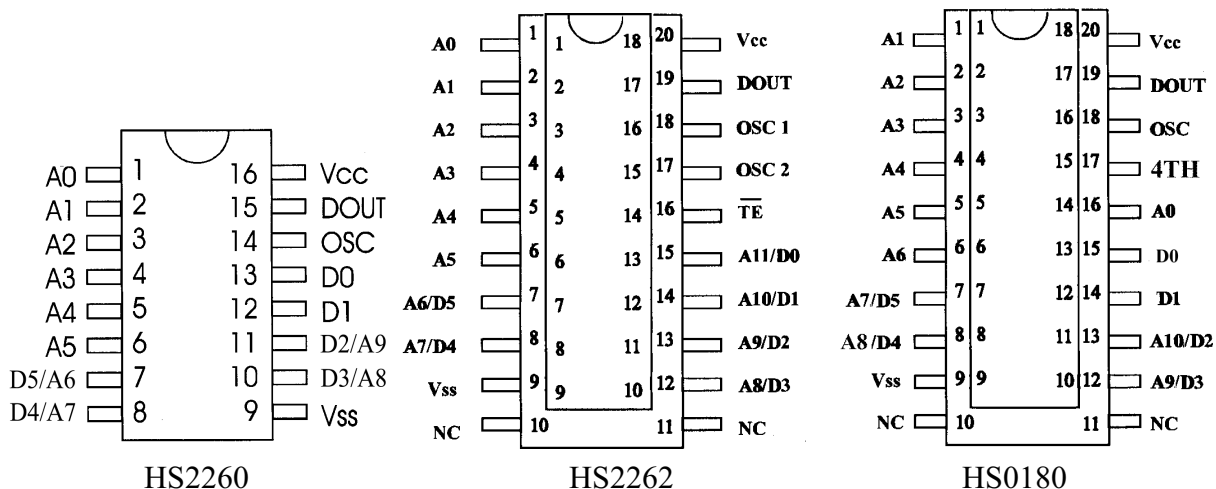 A0 1 16 Vcc
A1 2 15 DOUT
A2 3 14 OSC
A3 4 13 D0
A4 5 12 D1
A5 6 11 D2/A9
D5/A6 7 10 D3/A8
D4/A7 8 9 Vss
HS2260
A0 1 1 18 20 Vcc
A1 2 2 17 19 DOUT
A2 3 3 16 18 OSC 1
A3 4 4 15 17 OSC 2
A4 5 5 14 16 T̅E̅
A5 6 6 13 15 A11/D0
A6/D5 7 7 12 14 A10/D1
A7/D4 8 8 11 13 A9/D2
Vss 9 9 10 12 A8/D3
NC 10 11 NC
HS2262
A1 1 1 18 20 Vcc
A2 2 2 17 19 DOUT
A3 3 3 16 18 OSC
A4 4 4 15 17 4TH
A5 5 5 14 16 A0
A6 6 6 13 15 D0
A7/D5 7 7 12 14 D1
A8/D4 8 8 11 13 A10/D2
Vss 9 9 10 12 A9/D3
NC 10 11 NC
HS0180